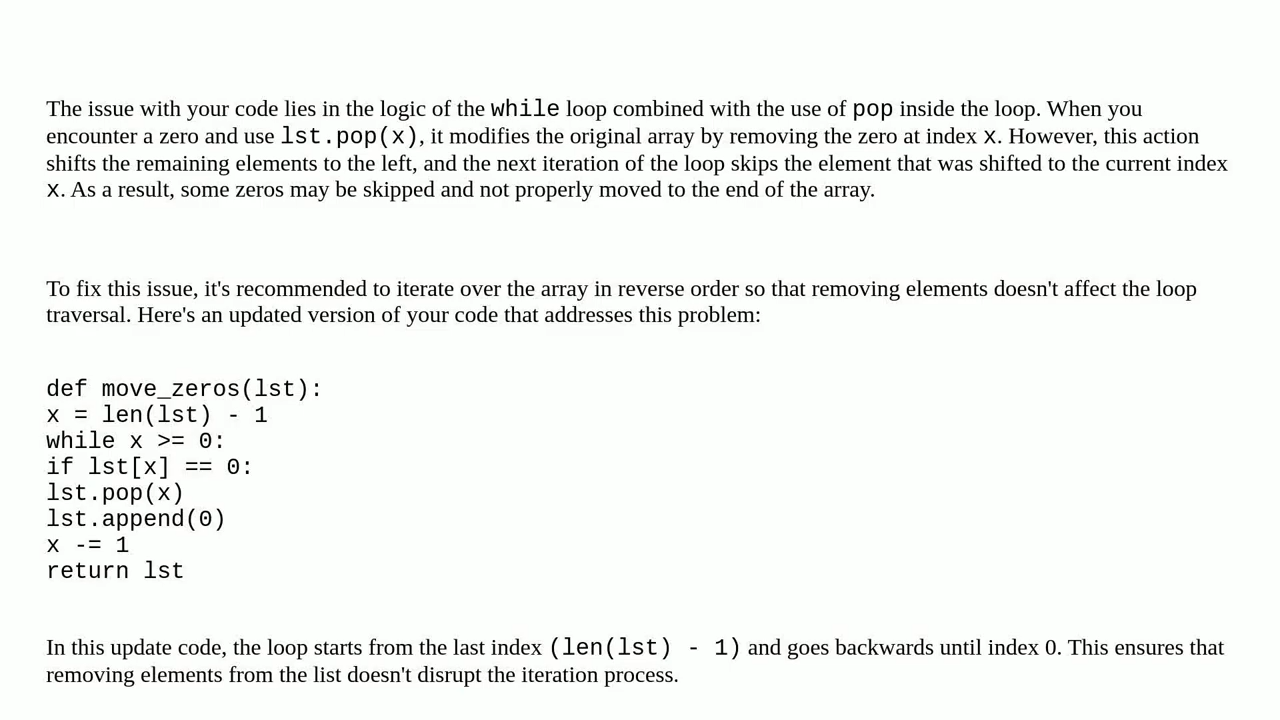 The issue with your code lies in the logic of the while loop combined with the use of pop inside the loop. When you
encounter a zero and use lst.pop(x), it modifies the original array by removing the zero at index x. However, this action
shifts the remaining elements to the left, and the next iteration of the loop skips the element that was shifted to the current index
x. As a result, some zeros may be skipped and not properly moved to the end of the array.
To fix this issue, it's recommended to iterate over the array in reverse order so that removing elements doesn't affect the loop
traversal. Here's an updated version of your code that addresses this problem:
def move_zeros(lst):
x = len(lst) - 1
while x >= 0:
if lst[x] == 0:
lst.pop(x)
lst.append(0)
x -= 1
return lst
In this update code, the loop starts from the last index (len(lst) - 1) and goes backwards until index 0. This ensures that
removing elements from the list doesn't disrupt the iteration process.